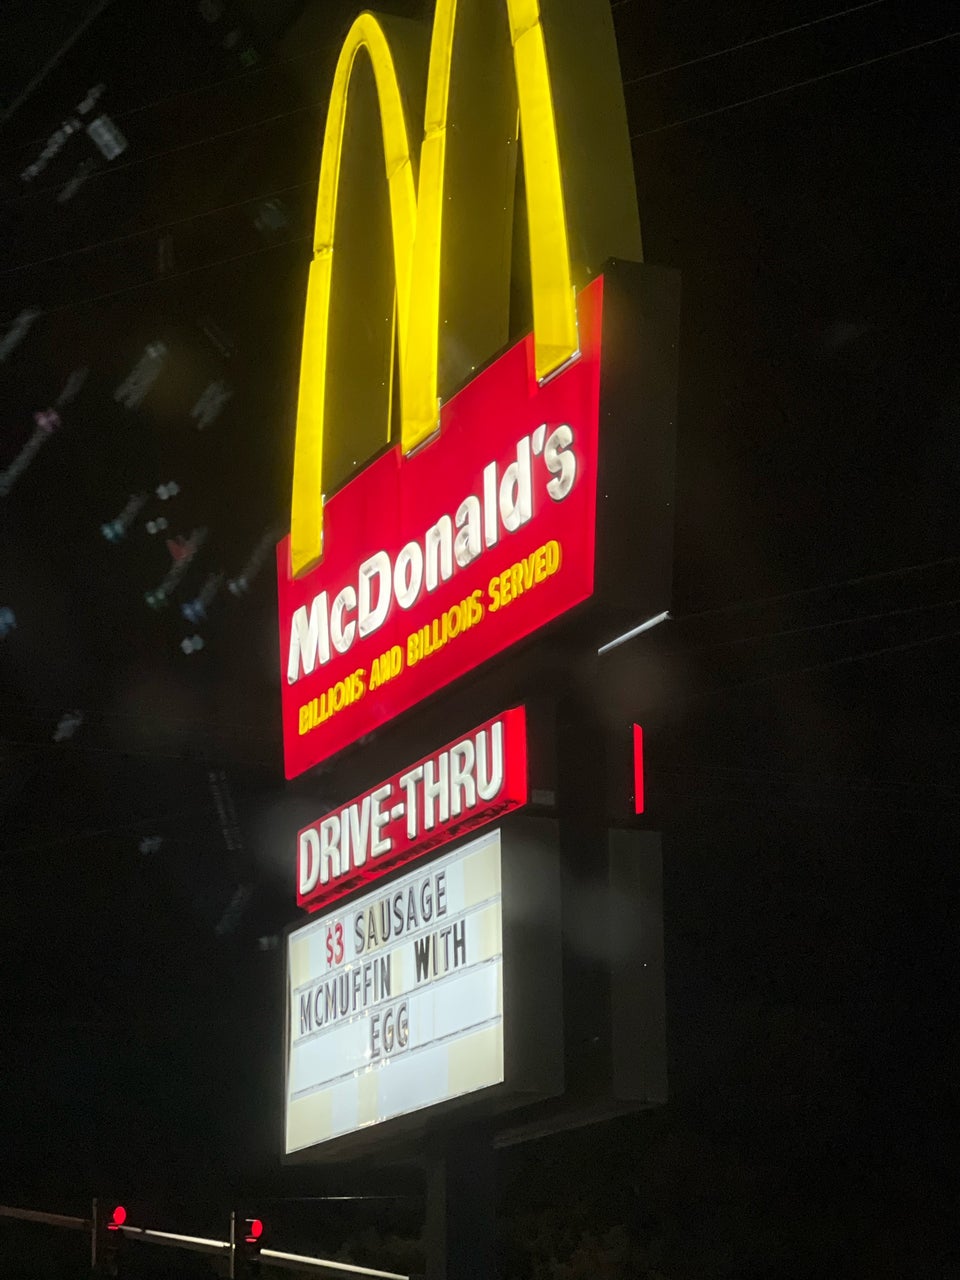 McDonald's
BILLIONS AND BILLIONS SERVED
DRIVE-THRU
$3 SAUSAGE
MCMUFFIN WITH
EGG